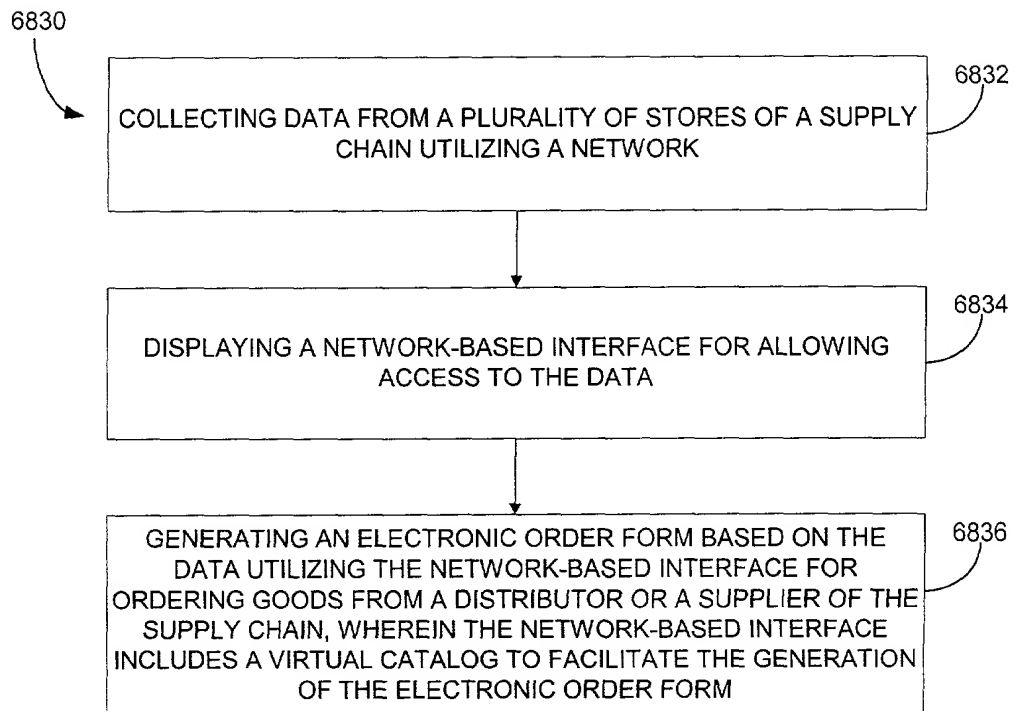 6830
6832
COLLECTING DATA FROM A PLURALITY OF STORES OF A SUPPLY
CHAIN UTILIZING A NETWORK
6834
DISPLAYING A NETWORK-BASED INTERFACE FOR ALLOWING
ACCESS TO THE DATA
6836
GENERATING AN ELECTRONIC ORDER FORM BASED ON THE
DATA UTILIZING THE NETWORK-BASED INTERFACE FOR
ORDERING GOODS FROM A DISTRIBUTOR OR A SUPPLIER OF THE
SUPPLY CHAIN, WHEREIN THE NETWORK-BASED INTERFACE
INCLUDES A VIRTUAL CATALOG TO FACILITATE THE GENERATION
OF THE ELECTRONIC ORDER FORM